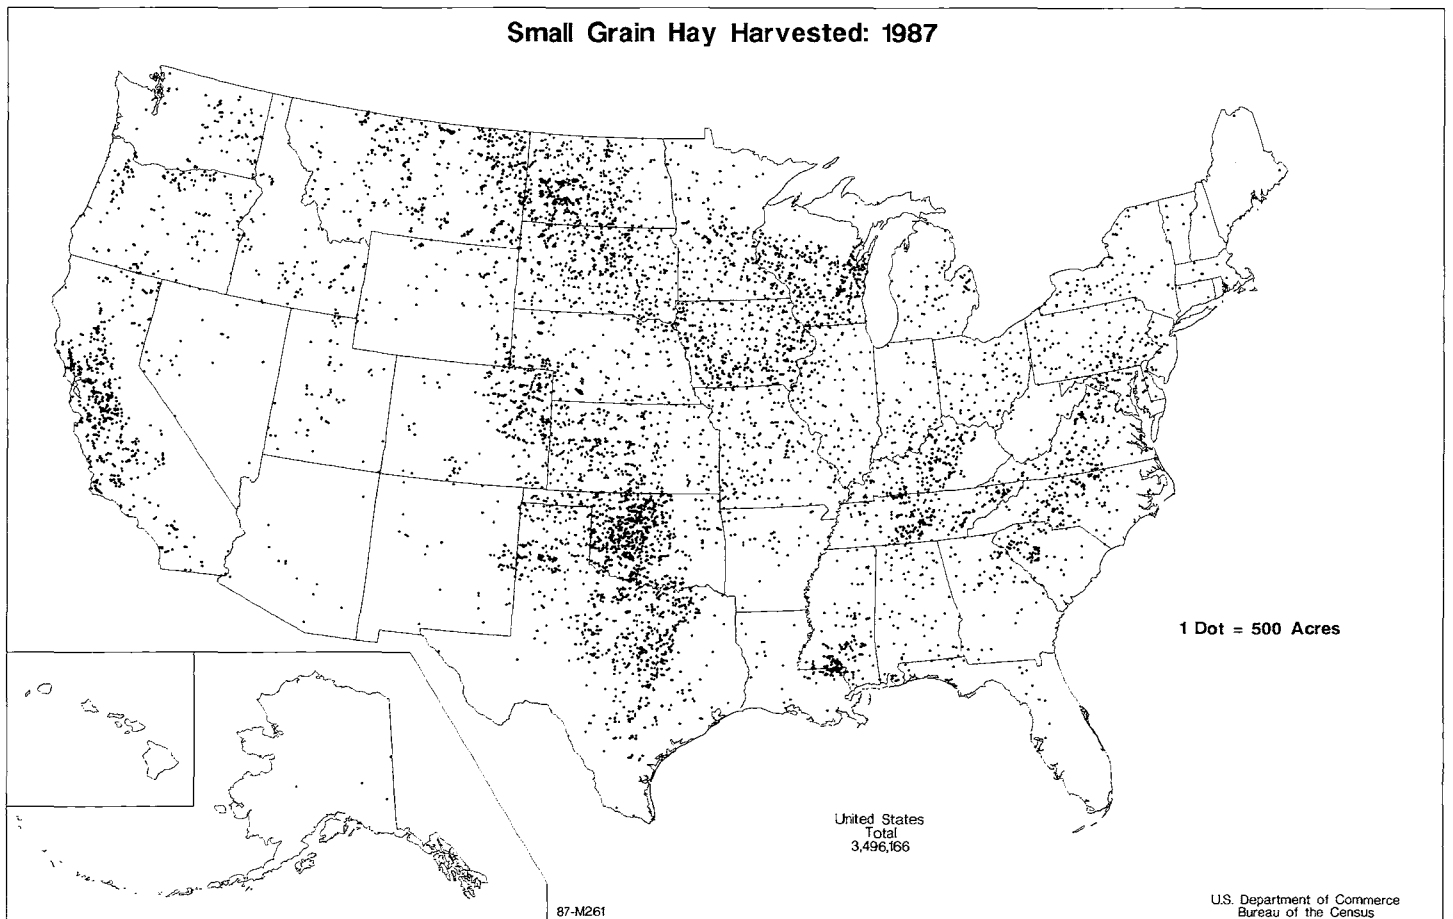 Small Grain Hay Harvested: 1987
1 Dot = 500 Acres
United States
Total
3,496,166
87-M261
U.S. Department of Commerce
Bureau of the Census